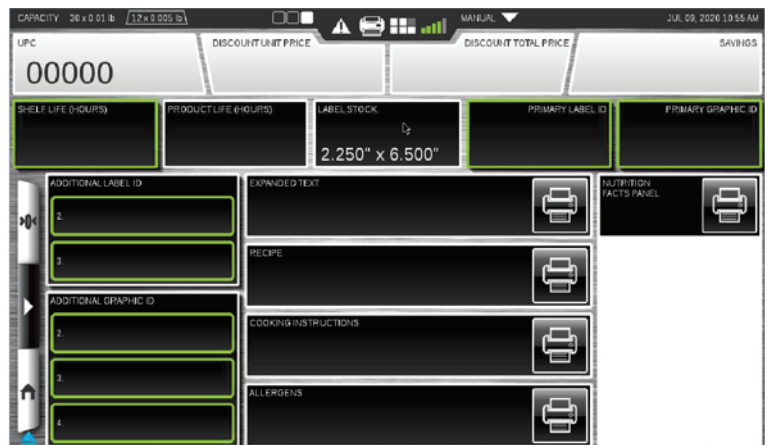 CAPACITY 30 x 0.01 lb 12 x 0.005 lb MANUAL JUL 09, 2020 10:55 AM
UPC DISCOUNT UNIT PRICE DISCOUNT TOTAL PRICE SAVINGS
00000
SHELF LIFE (HOURS) PRODUCT LIFE (HOURS) LABEL STOCK PRIMARY LABEL ID PRIMARY GRAPHIC ID
2.250" x 6.500"
ADDITIONAL LABEL ID EXPANDED TEXT NUTRITION
FACTS PANEL
2.
RECIPE
3.
>0<
ADDITIONAL GRAPHIC ID
COOKING INSTRUCTIONS
2.
3.
ALLERGENS
4.